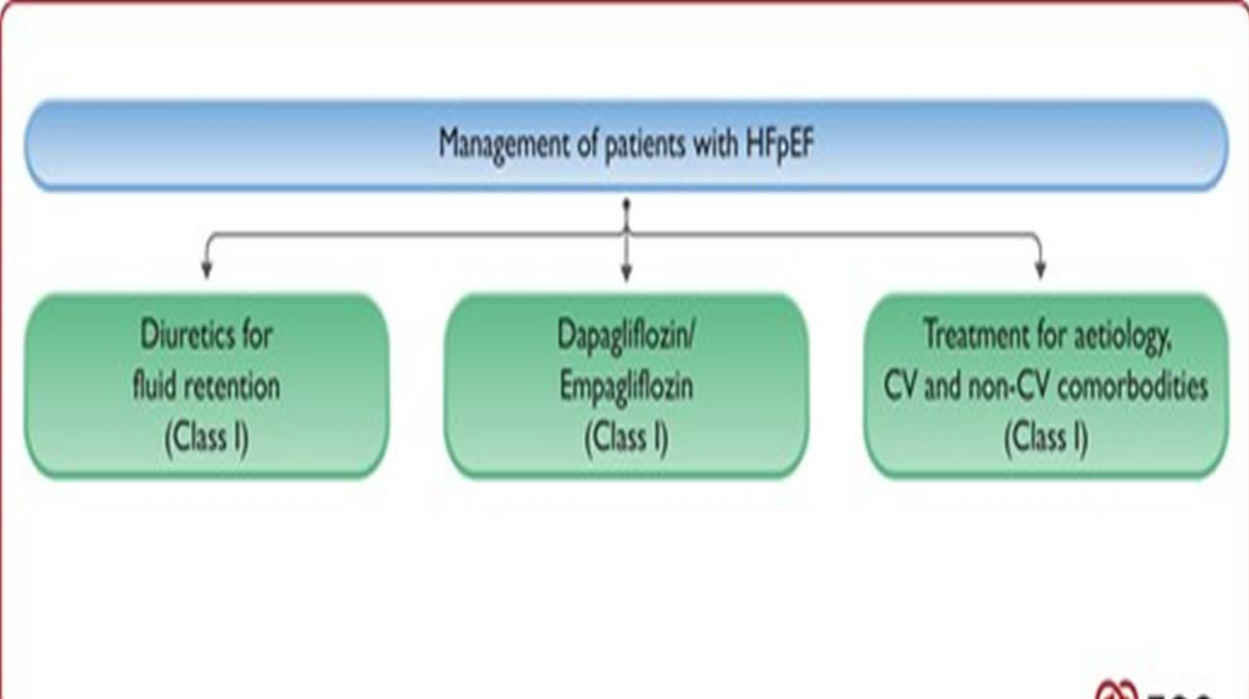 Management of patients with HFpEF
Diuretics for
fluid retention
(Class I)
Dapagliflozin/
Empagliflozin
(Class I)
Treatment for aetiology,
CV and non-CV comorbodities
(Class I)